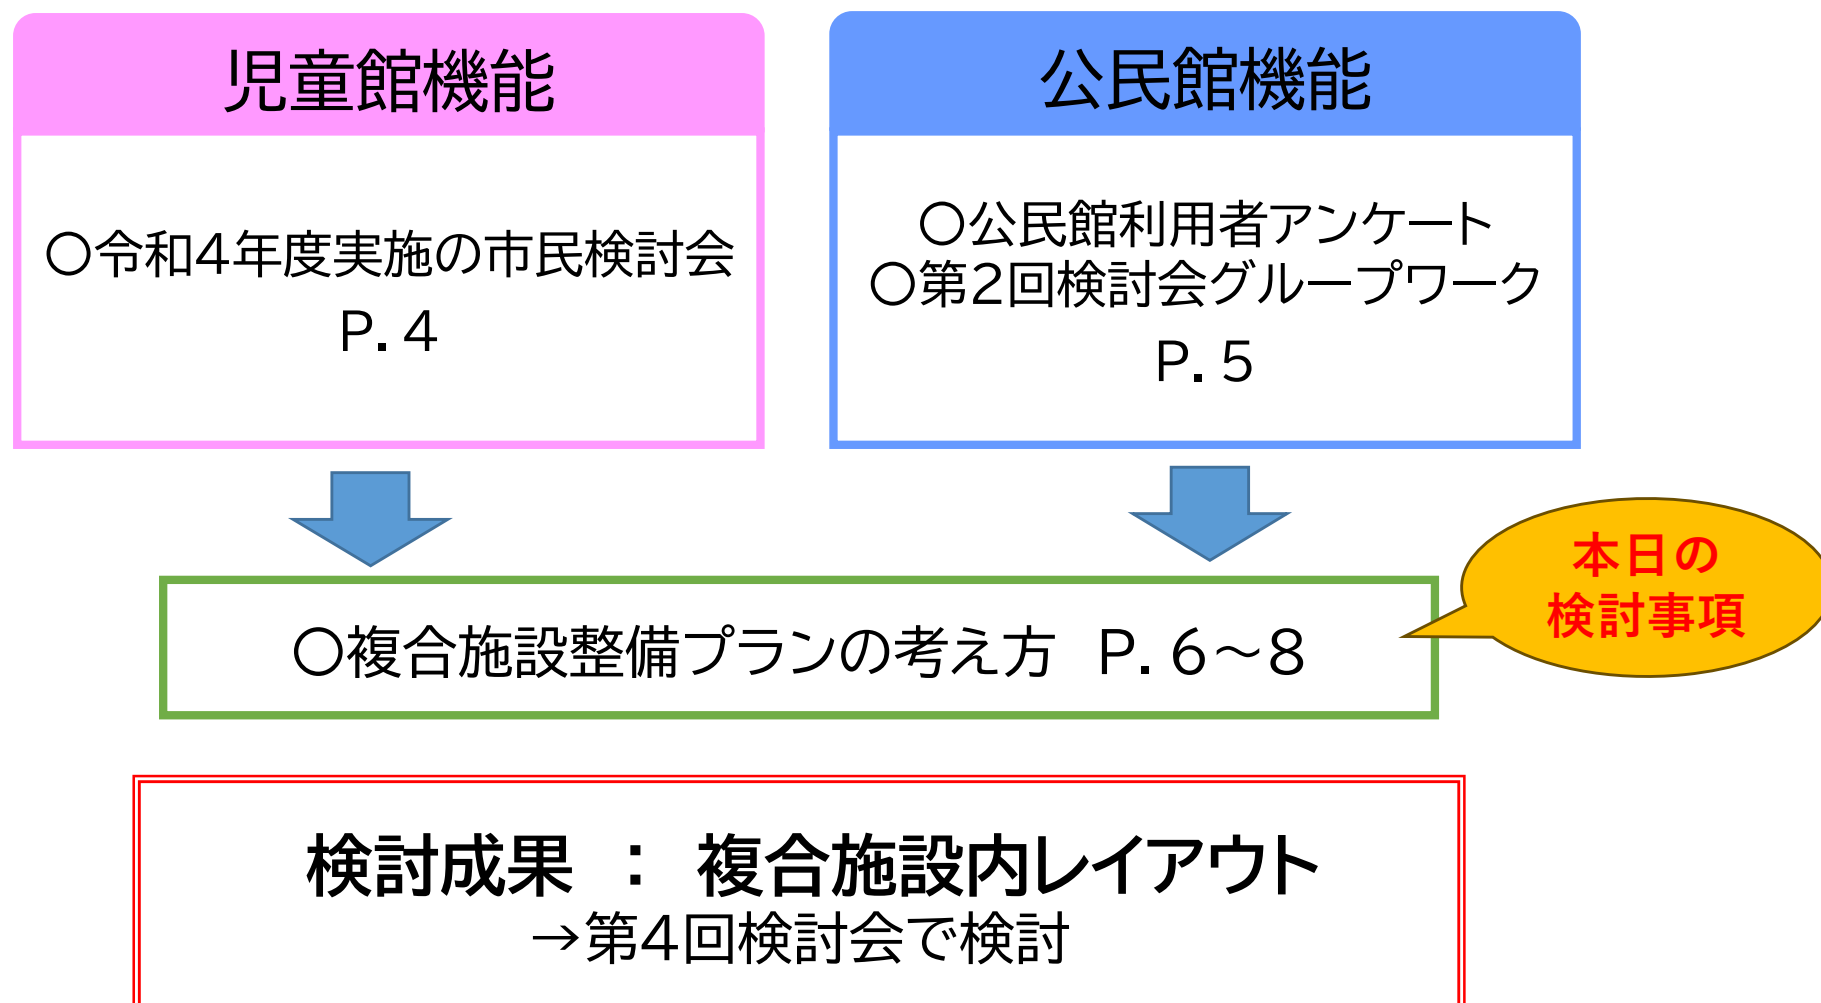 児童館機能
〇令和4年度実施の市民検討会
P.4
公民館機能
〇公民館利用者アンケート
〇第2回検討会グループワーク
P.5
本日の
検討事項
〇複合施設整備プランの考え方　P.6～8
検討成果　：　複合施設内レイアウト
→第4回検討会で検討